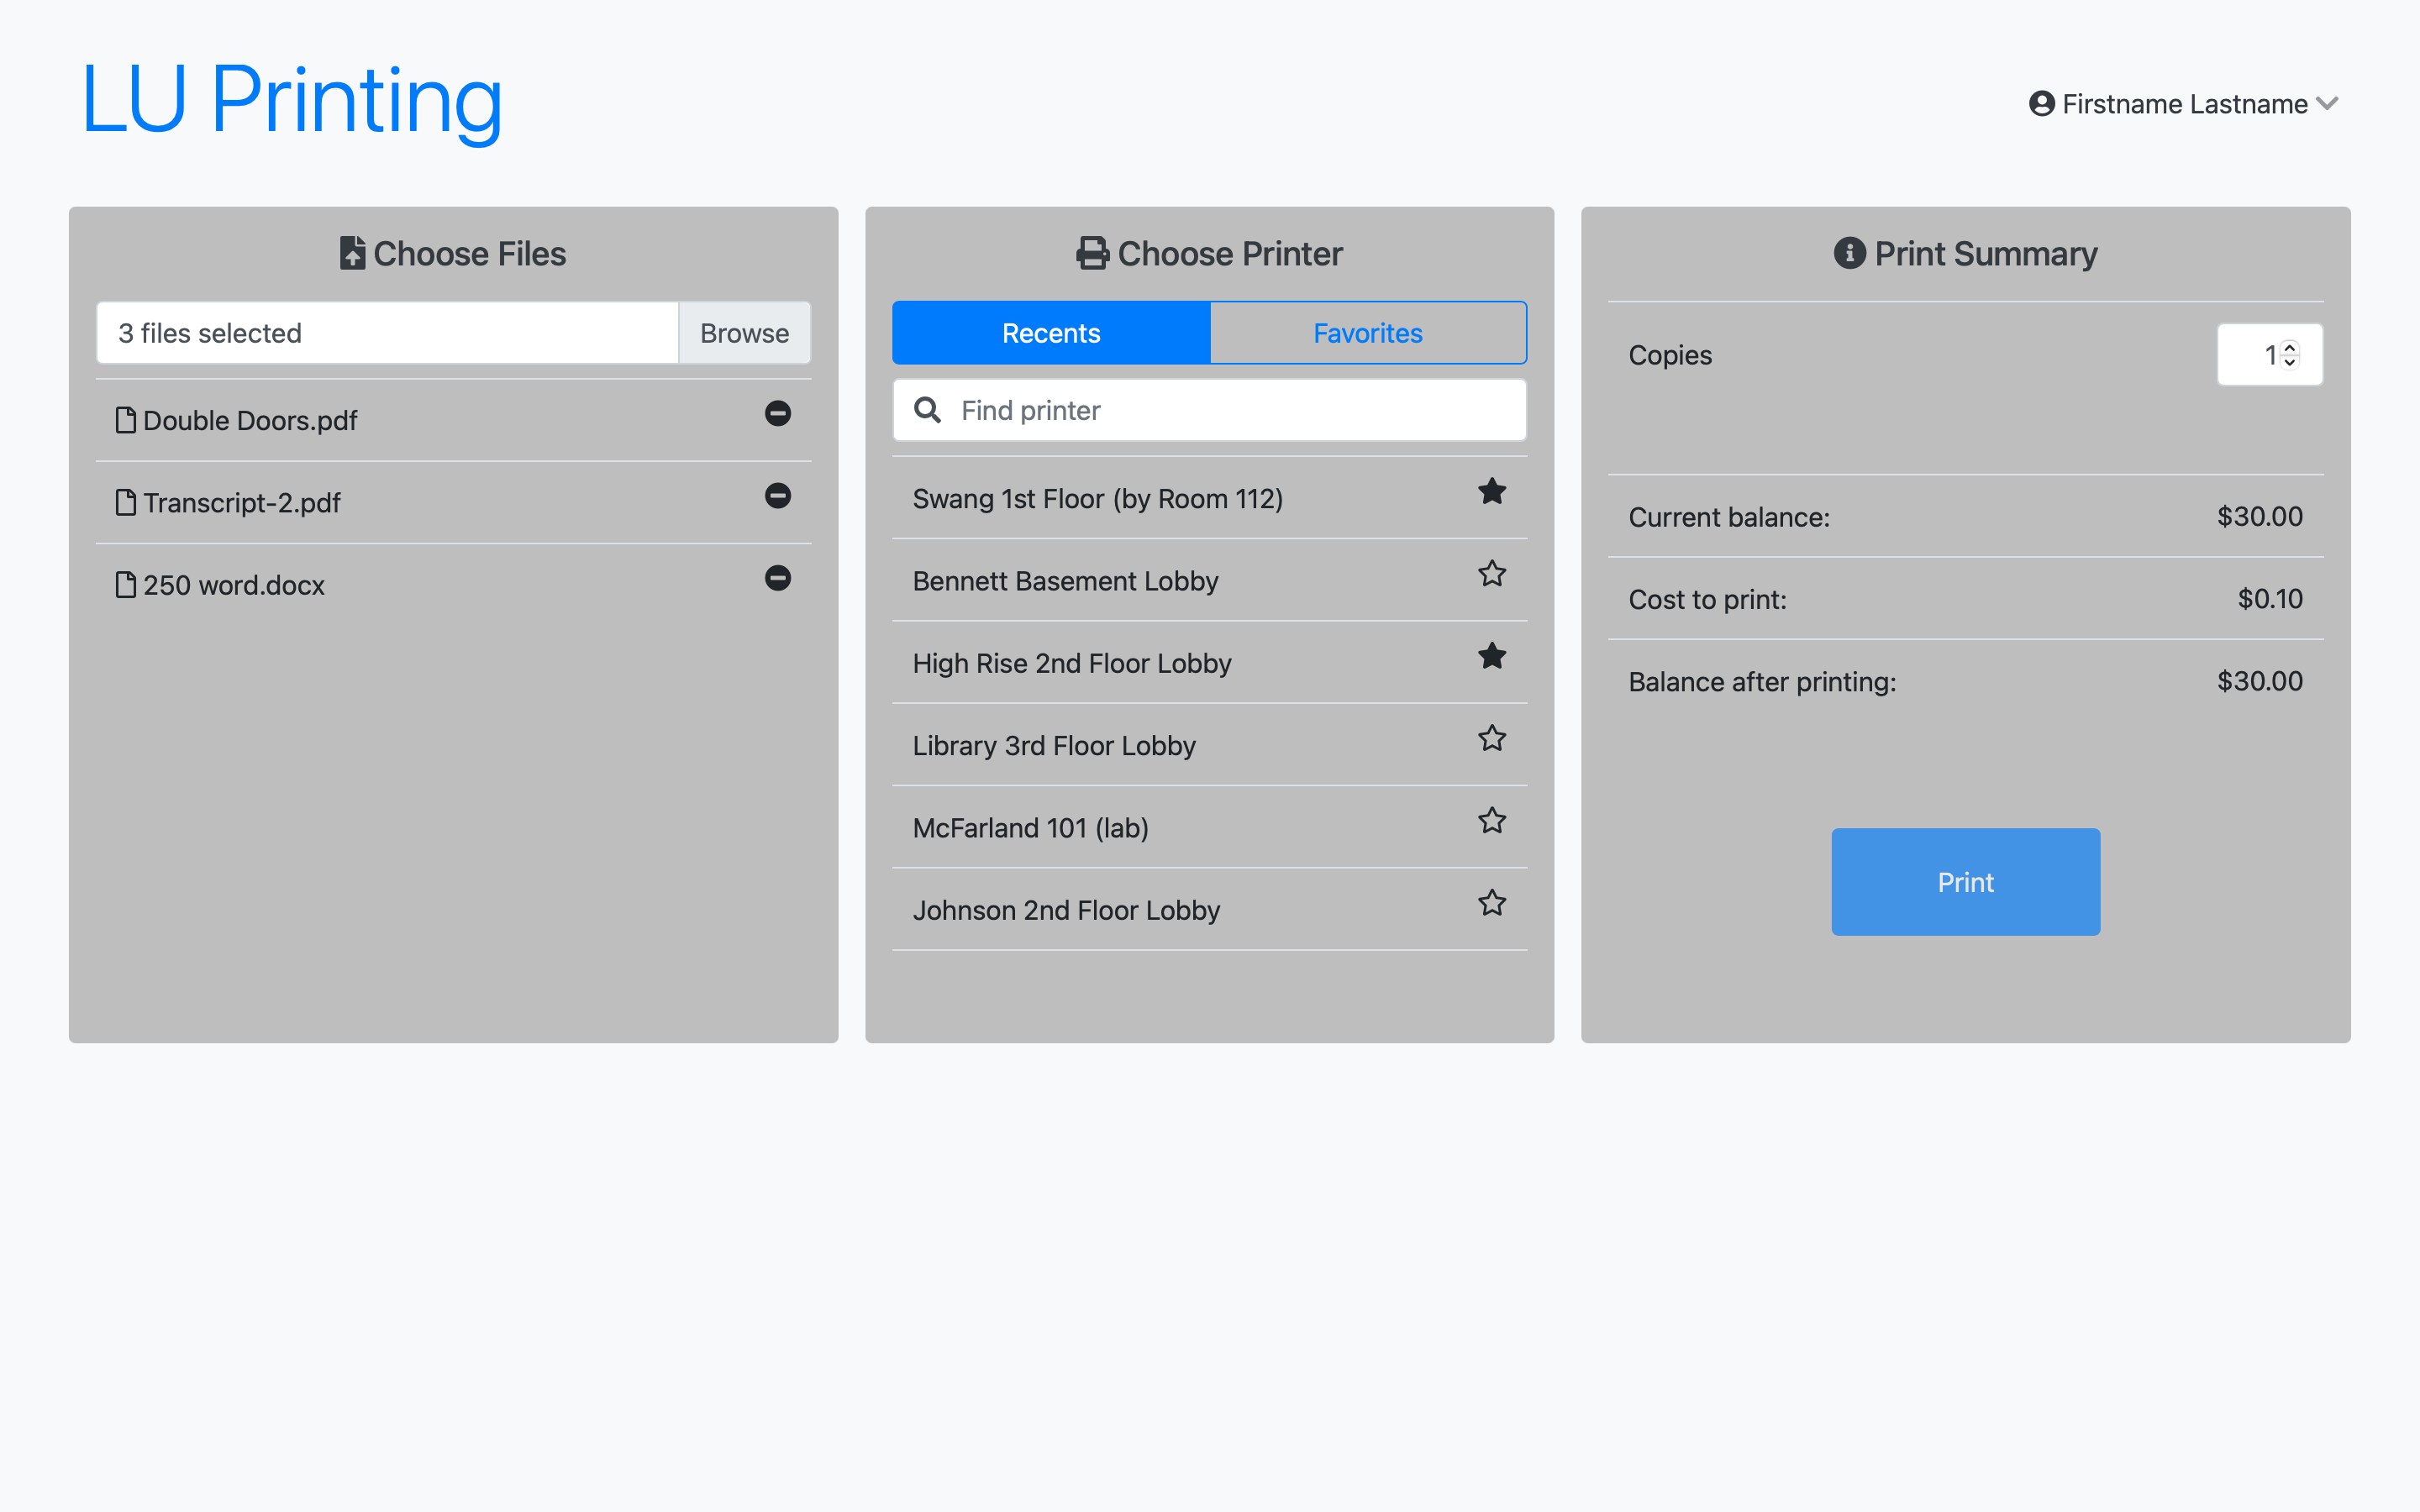 LU Printing
Firstname Lastname
Choose Files
3 files selected
Browse
Double Doors.pdf
Transcript-2.pdf
250 word.docx
Choose Printer
Recents
Favorites
Find printer
Swang 1st Floor (by Room 112)
Bennett Basement Lobby
High Rise 2nd Floor Lobby
Library 3rd Floor Lobby
McFarland 101 (lab)
Johnson 2nd Floor Lobby
Print Summary
Copies 1
Current balance: $30.00
Cost to print: $0.10
Balance after printing: $30.00
Print